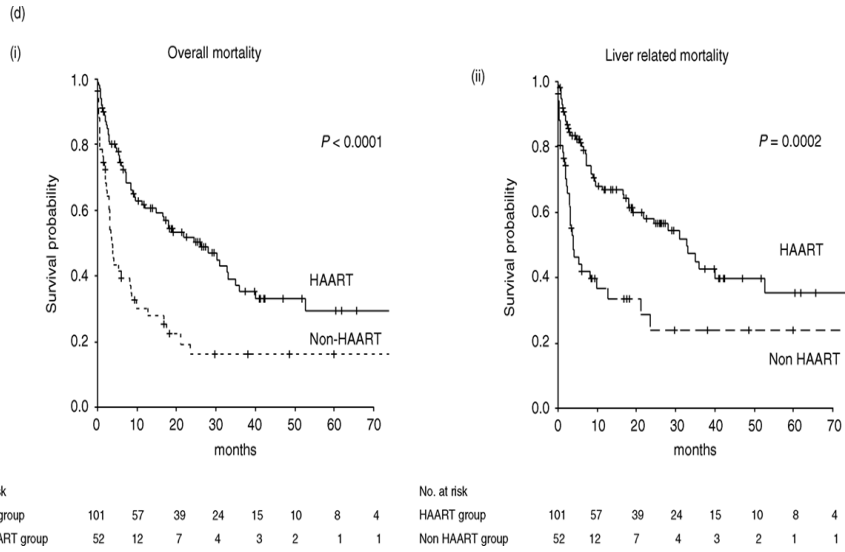 (d)
(i)
Overall mortality
1.0
0.8
0.6
0.4
0.2
0.0
Survival probability
P < 0.0001
HAART
Non-HAART
0 10 20 30 40 50 60 70
months
sk
group 101 57 39 24 15 10 8 4
ART group 52 12 7 4 3 2 1 1
(ii)
Liver related mortality
1.0
0.8
0.6
0.4
0.2
0.0
Survival probability
P = 0.0002
HAART
Non HAART
0 10 20 30 40 50 60 70
months
No. at risk
HAART group 101 57 39 24 15 10 8 4
Non HAART group 52 12 7 4 3 2 1 1